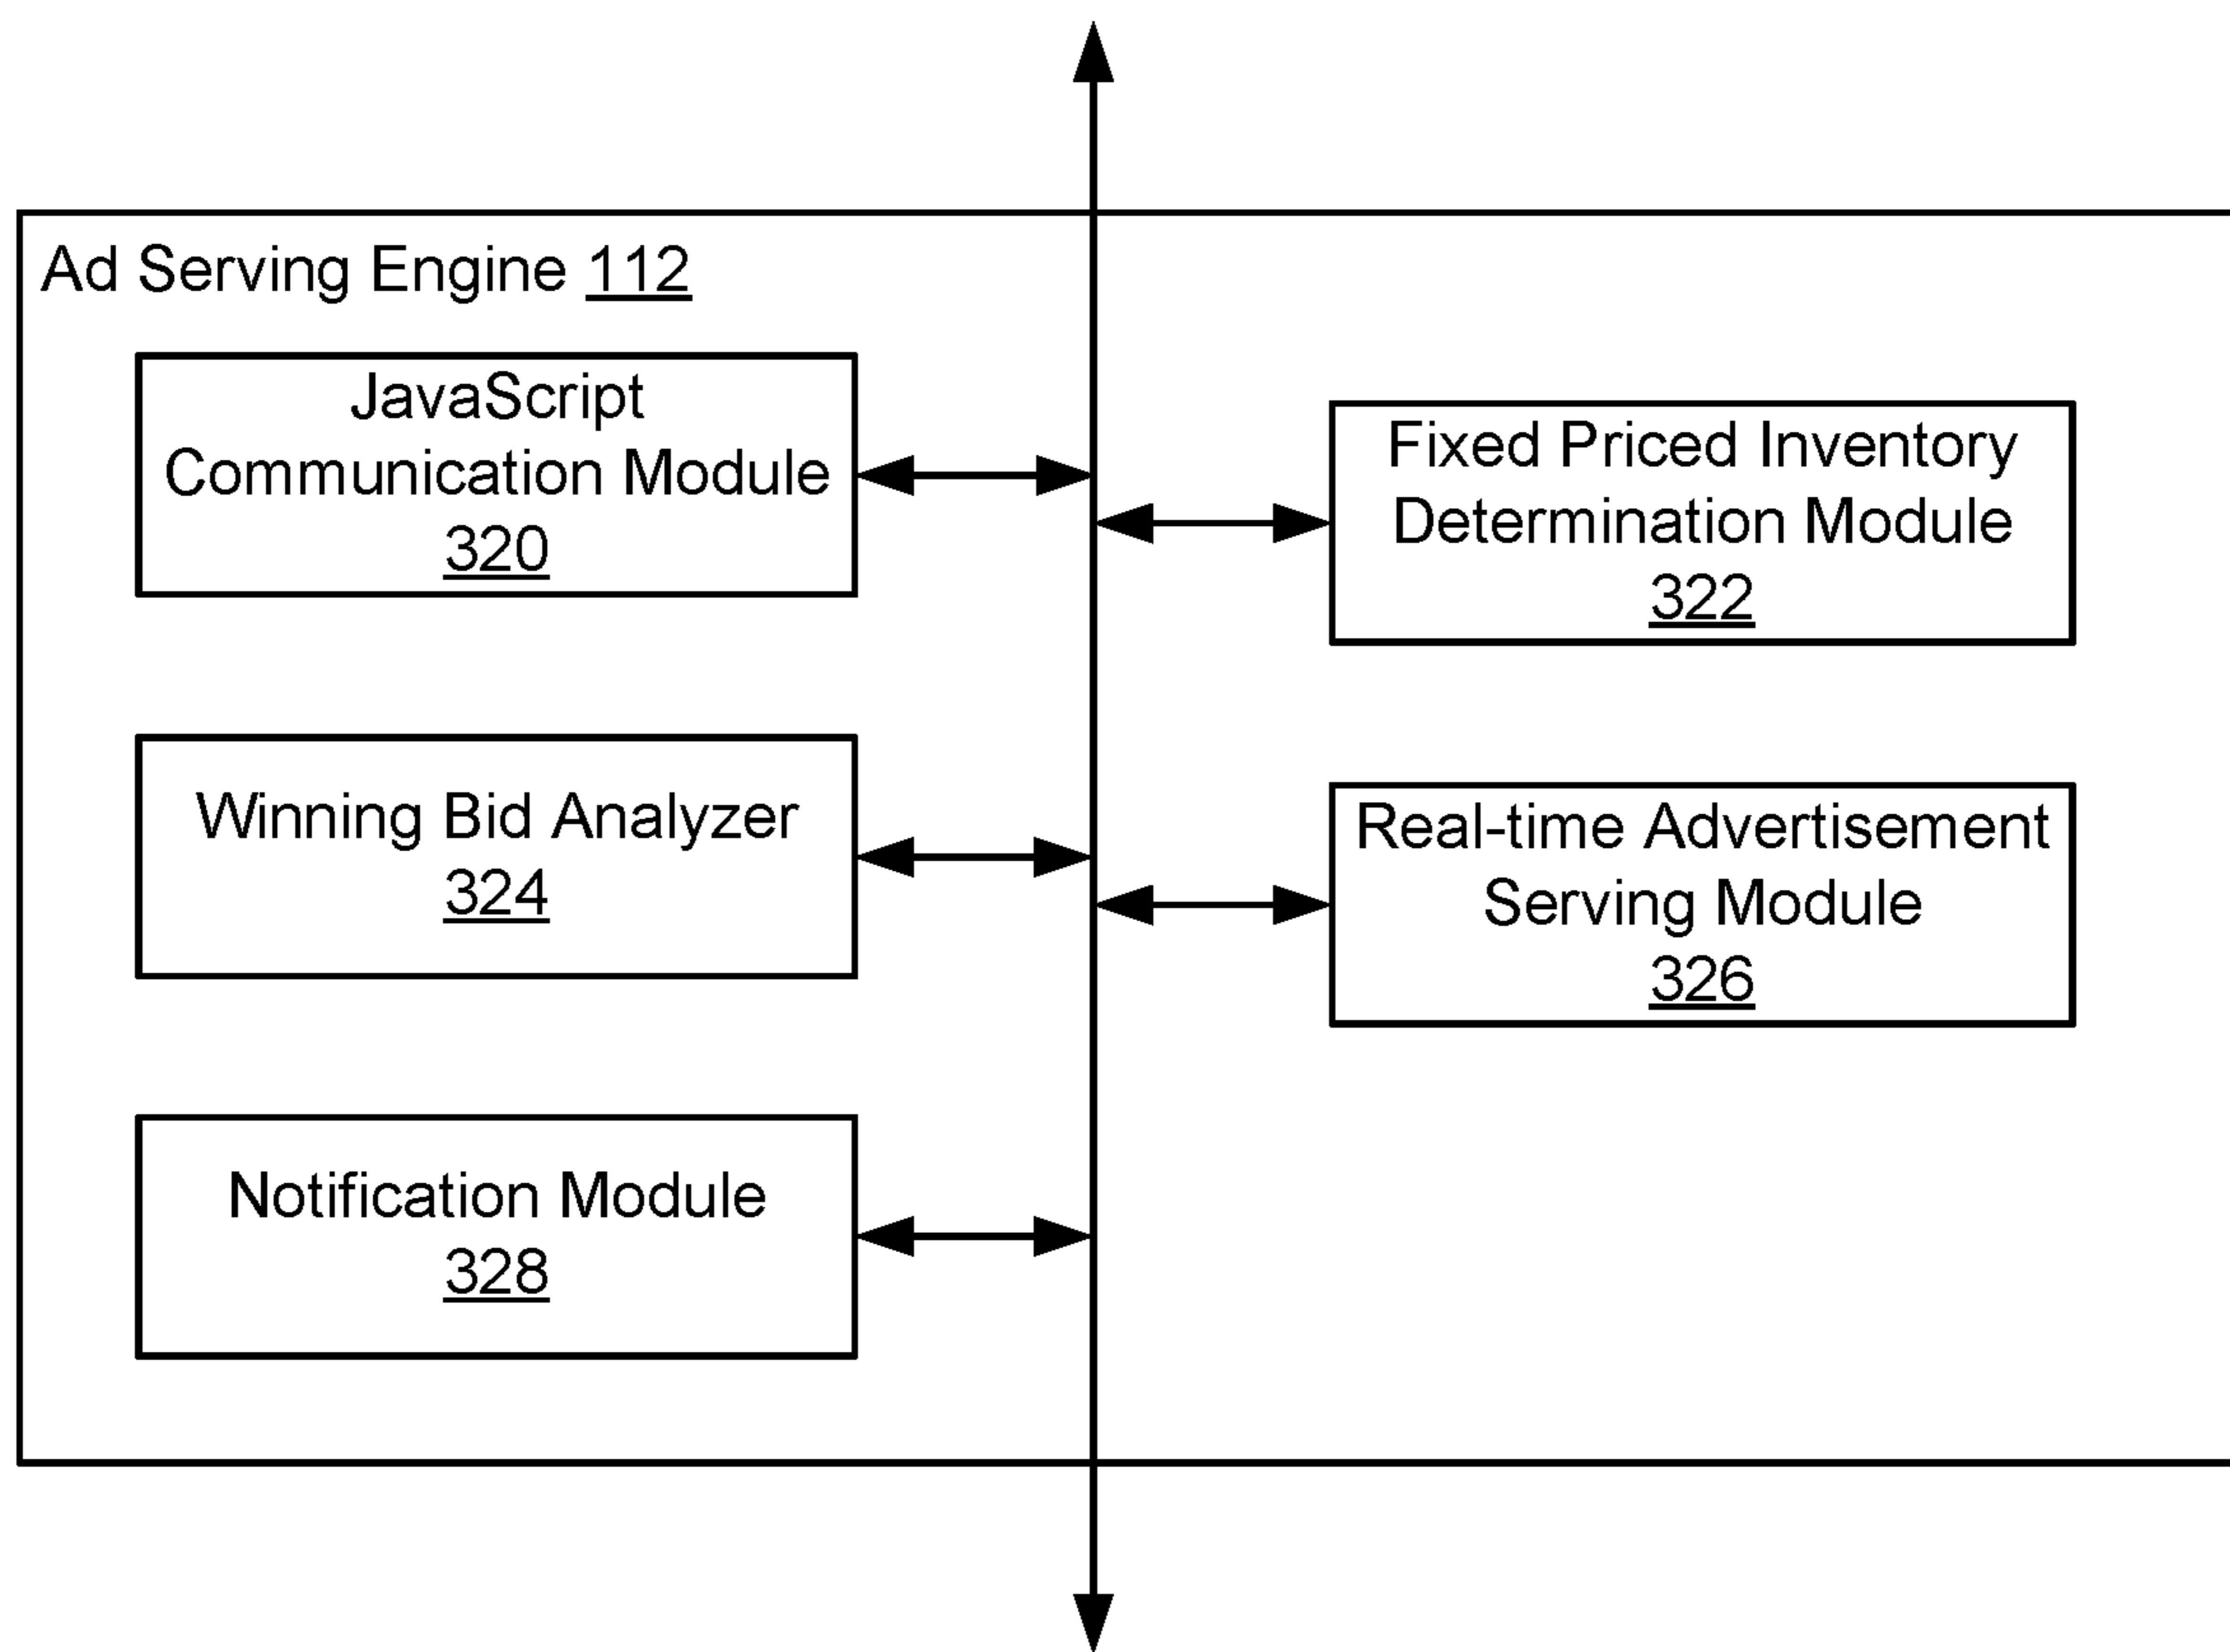 Ad Serving Engine 112
JavaScript
Communication Module
320
Fixed Priced Inventory
Determination Module
322
Winning Bid Analyzer
324
Real-time Advertisement
Serving Module
326
Notification Module
328